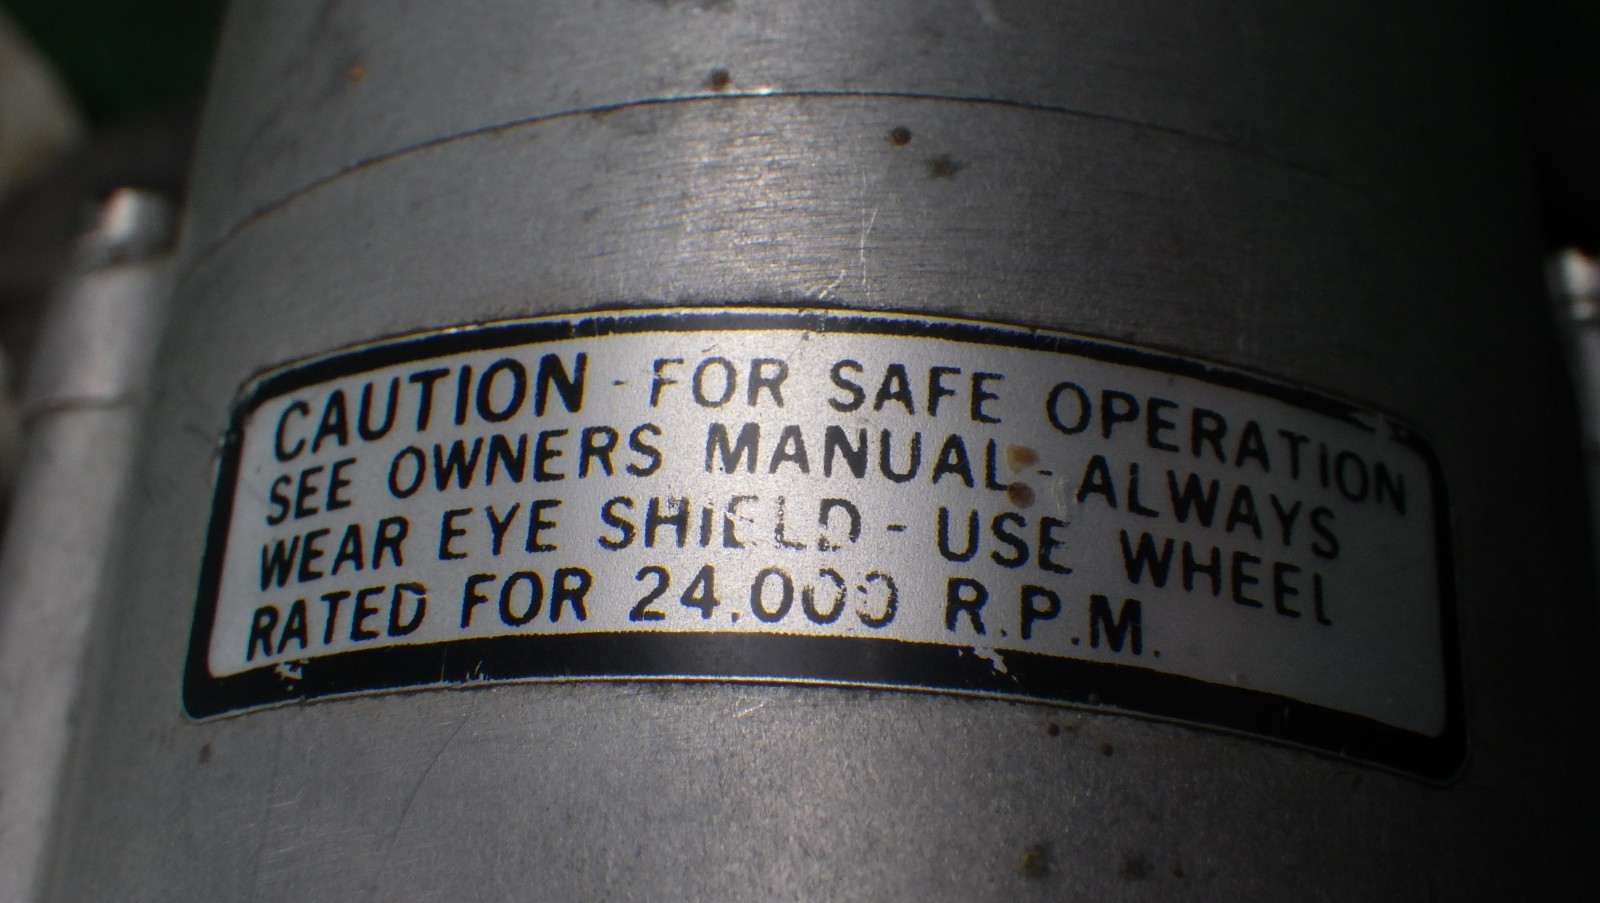 CAUTION - FOR SAFE OPERATION
SEE OWNERS MANUAL - ALWAYS
WEAR EYE SHIELD - USE WHEEL
RATED FOR 24,000 R.P.M.